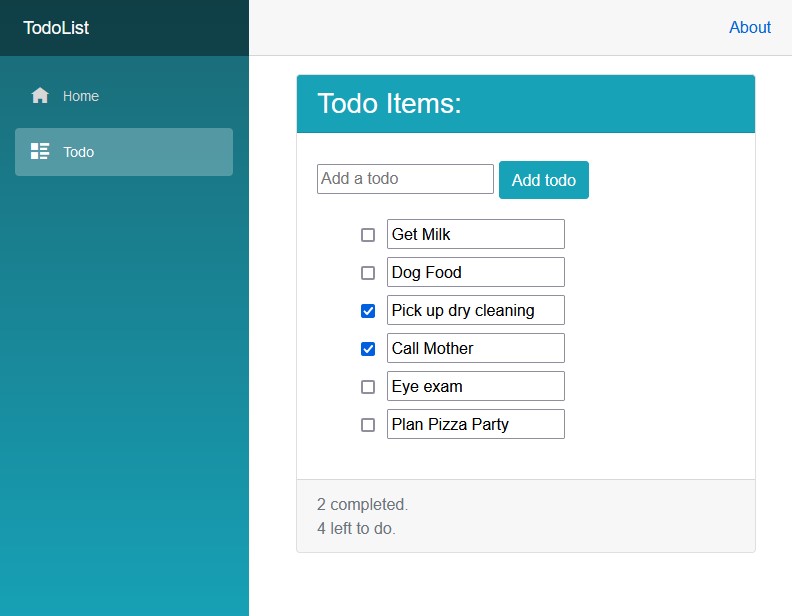 TodoList
About
Home
Todo
Todo Items:
Add a todo
Add todo
Get Milk
Dog Food
Pick up dry cleaning
Call Mother
Eye exam
Plan Pizza Party
2 completed.
4 left to do.